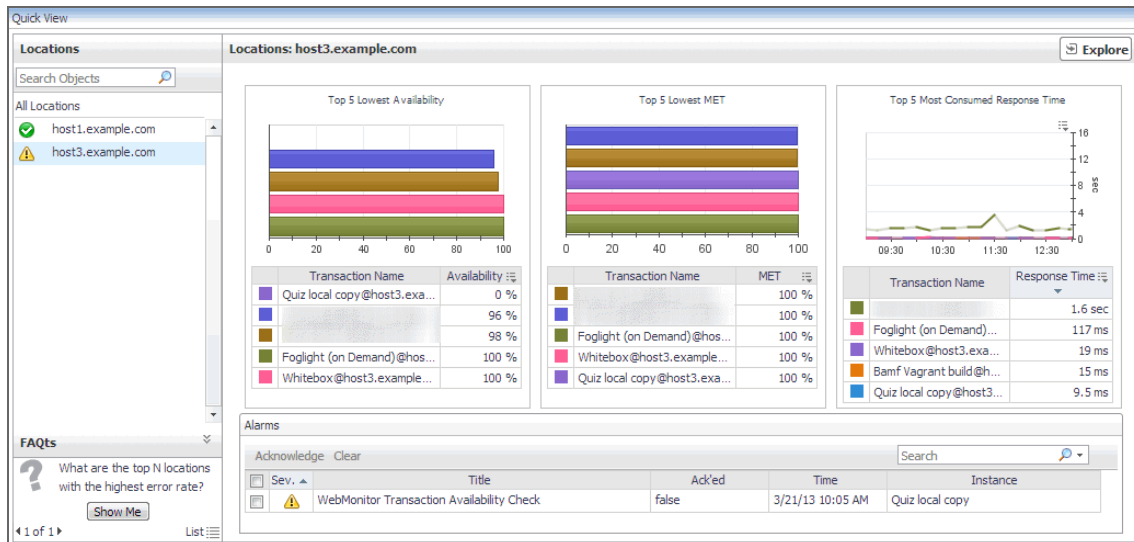 Quick View
Locations
Search Objects
All Locations
host1.example.com
host3.example.com
FAQts
What are the top N locations
with the highest error rate?
Show Me
1 of 1
List
Locations: host3.example.com
Explore
Top 5 Lowest Availability
0 20 40 60 80 100
Transaction Name Availability
Quiz local copy@host3.exa... 0 %
96 %
98 %
Foglight (on Demand)@hos... 100 %
Whitebox@host3.example... 100 %
Top 5 Lowest MET
0 20 40 60 80 100
Transaction Name MET
100 %
100 %
Foglight (on Demand)@hos... 100 %
Whitebox@host3.example... 100 %
Quiz local copy@host3.exa... 100 %
Top 5 Most Consumed Response Time
16
12
8
4
0
sec
09:30 10:30 11:30 12:30
Transaction Name Response Time
1.6 sec
Foglight (on Demand)... 117 ms
Whitebox@host3.exa... 19 ms
Bamf Vagrant build@h... 15 ms
Quiz local copy@host3... 9.5 ms
Alarms
Acknowledge Clear
Search
Sev. Title Ack'ed Time Instance
WebMonitor Transaction Availability Check false 3/21/13 10:05 AM Quiz local copy